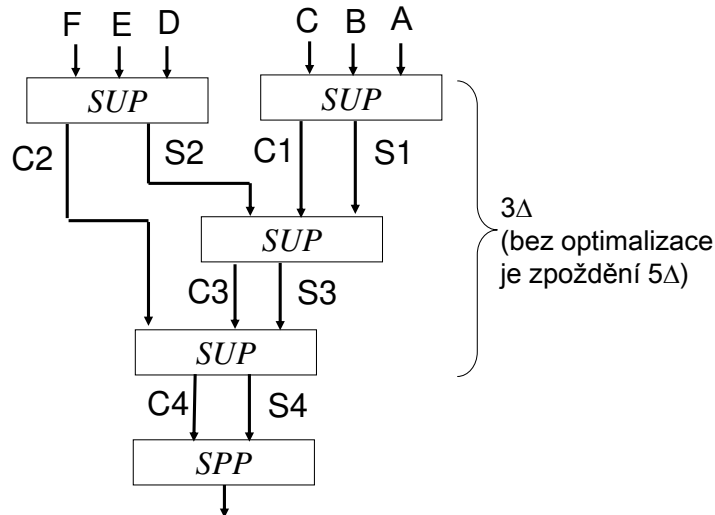 F E D C B A
SUP SUP
C2 S2 C1 S1
3Δ
(bez optimalizace
je zpoždění 5Δ)
SUP
C3 S3
SUP
C4 S4
SPP